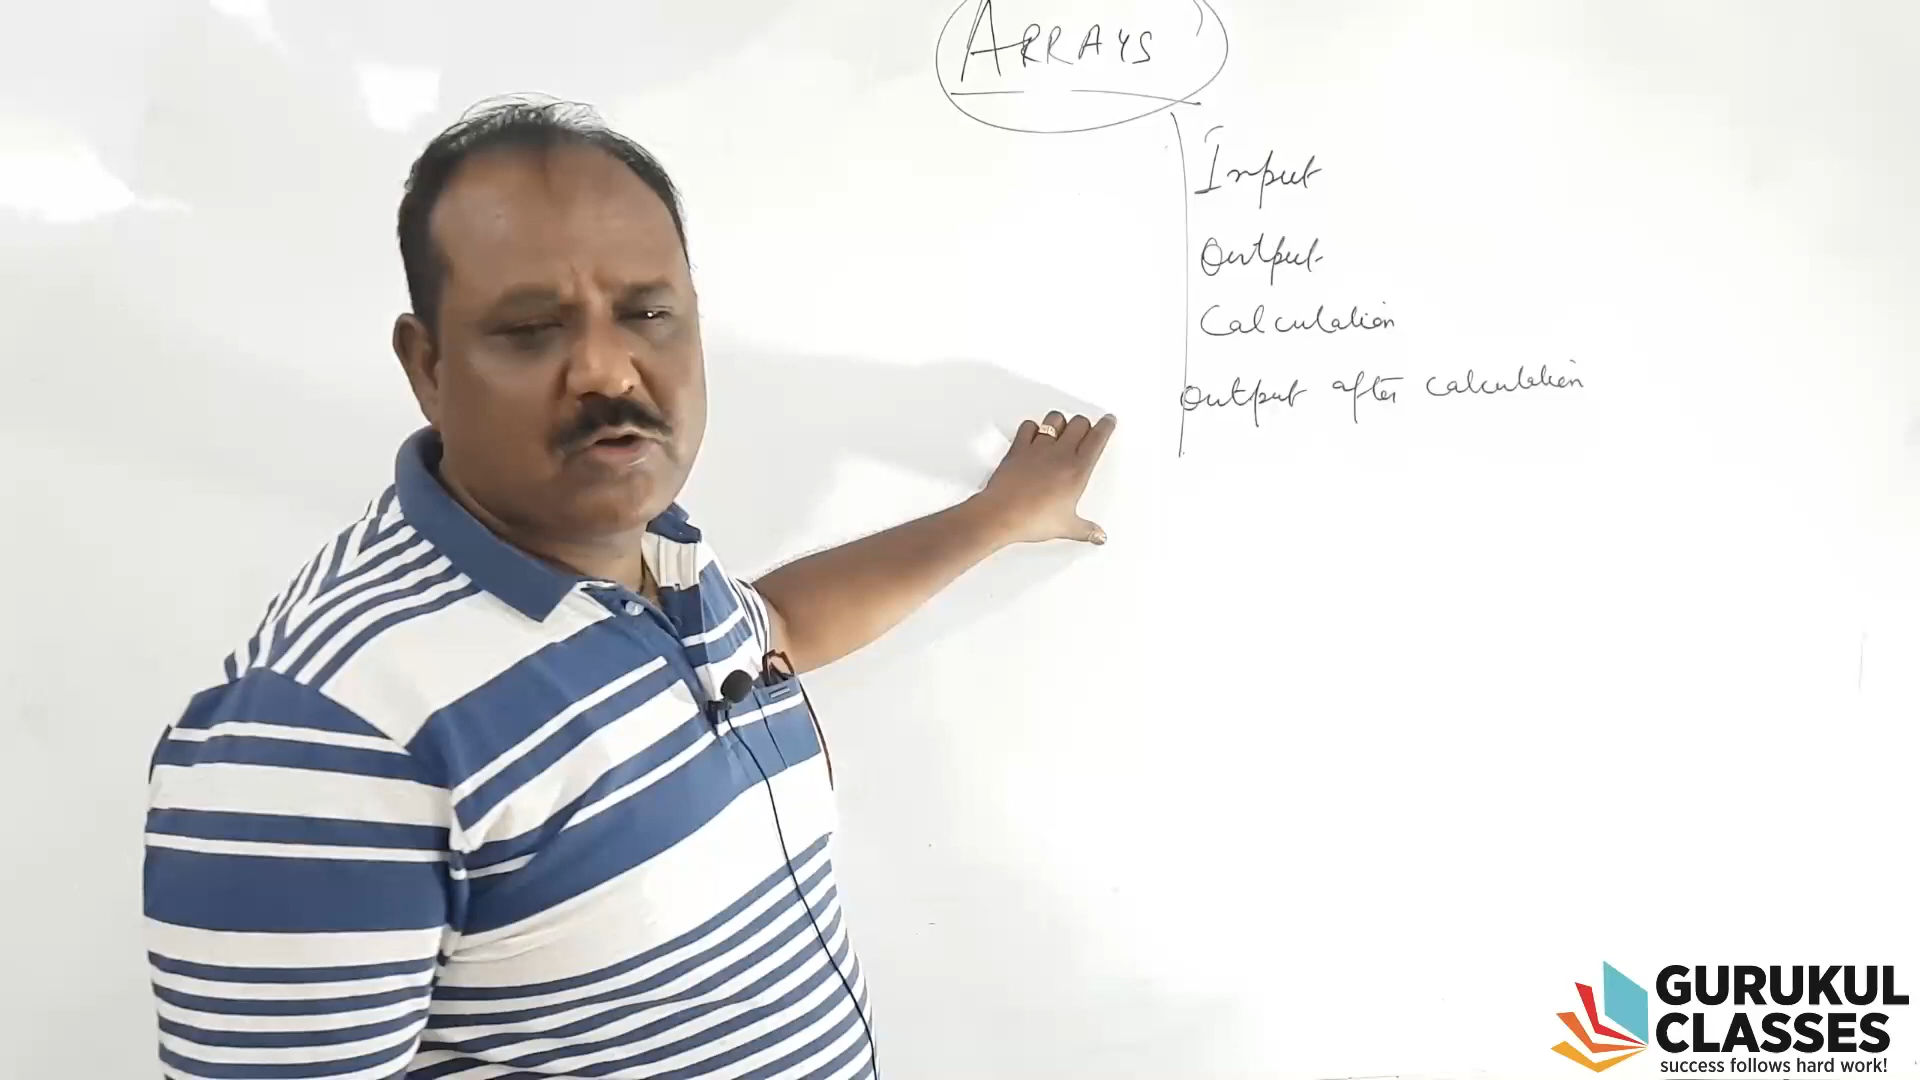 ARRAYS
Input
Output
Calculation
Output after calculation
GURUKUL
CLASSES
success follows hard work!